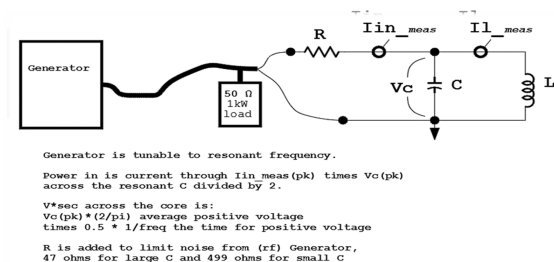 R
Iin_meas
Il_meas
Generator
50 Ω
1kW
load
Vc
C
L
Generator is tunable to resonant frequency.
Power in is current through Iin_meas(pk) times Vc(pk)
across the resonant C divided by 2.
V*sec across the core is:
Vc(pk)*(2/pi) average positive voltage
times 0.5 * 1/freq the time for positive voltage
R is added to limit noise from (rf) Generator,
47 ohms for large C and 499 ohms for small C